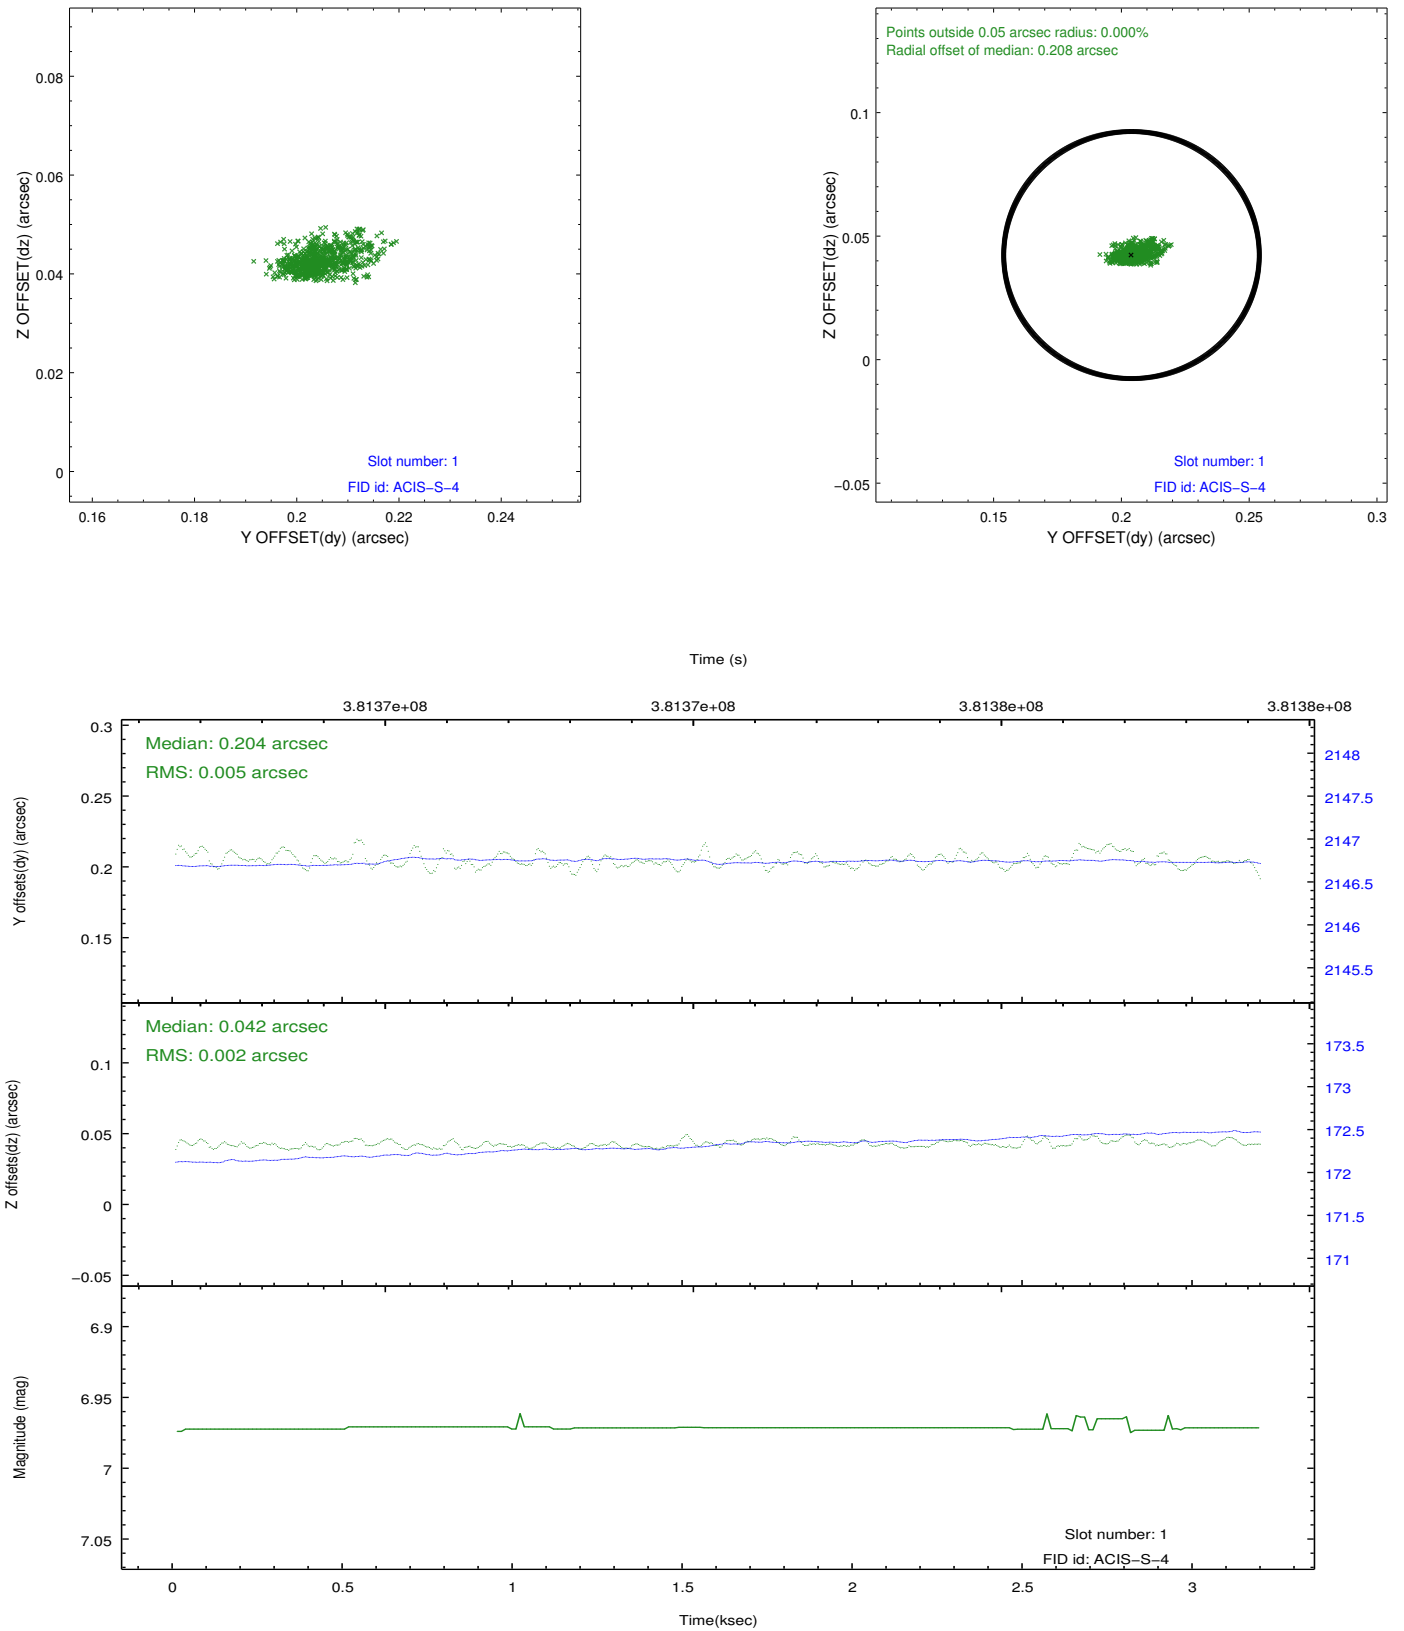 Z OFFSET(dz) (arcsec)
0.08
0.06
0.04
0.02
0
Slot number: 1
FID id: ACIS−S−4
0.16
0.18
0.2
0.22
0.24
Y OFFSET(dy) (arcsec)
Points outside 0.05 arcsec radius: 0.000%
Radial offset of median: 0.208 arcsec
Z OFFSET(dz) (arcsec)
0.1
0.05
0
−0.05
Slot number: 1
FID id: ACIS−S−4
0.15
0.2
0.25
0.3
Y OFFSET(dy) (arcsec)
Time (s)
3.8137e+08
3.8137e+08
3.8138e+08
3.8138e+08
Y offsets(dy) (arcsec)
0.3
0.25
0.2
0.15
Median: 0.204 arcsec
RMS: 0.005 arcsec
2148
2147.5
2147
2146.5
2146
2145.5
Z offsets(dz) (arcsec)
0.1
0.05
0
−0.05
Median: 0.042 arcsec
RMS: 0.002 arcsec
173.5
173
172.5
172
171.5
171
Magnitude (mag)
6.9
6.95
7
7.05
Slot number: 1
FID id: ACIS−S−4
0
0.5
1
1.5
2
2.5
3
Time(ksec)